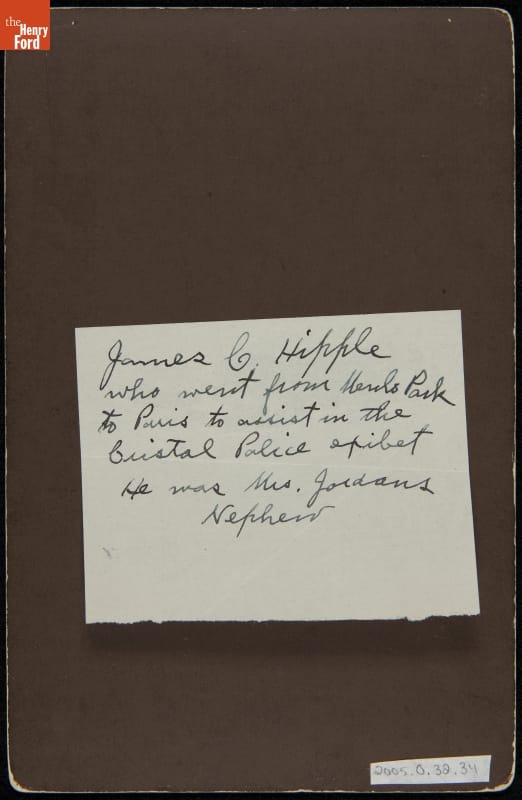 the
Henry
Ford
James C. Hipple
who went from Menlo Park
to Paris to assist in the
Cristal Palice exibet
He was Mrs. Jordans
Nephew
2005.0.32.34